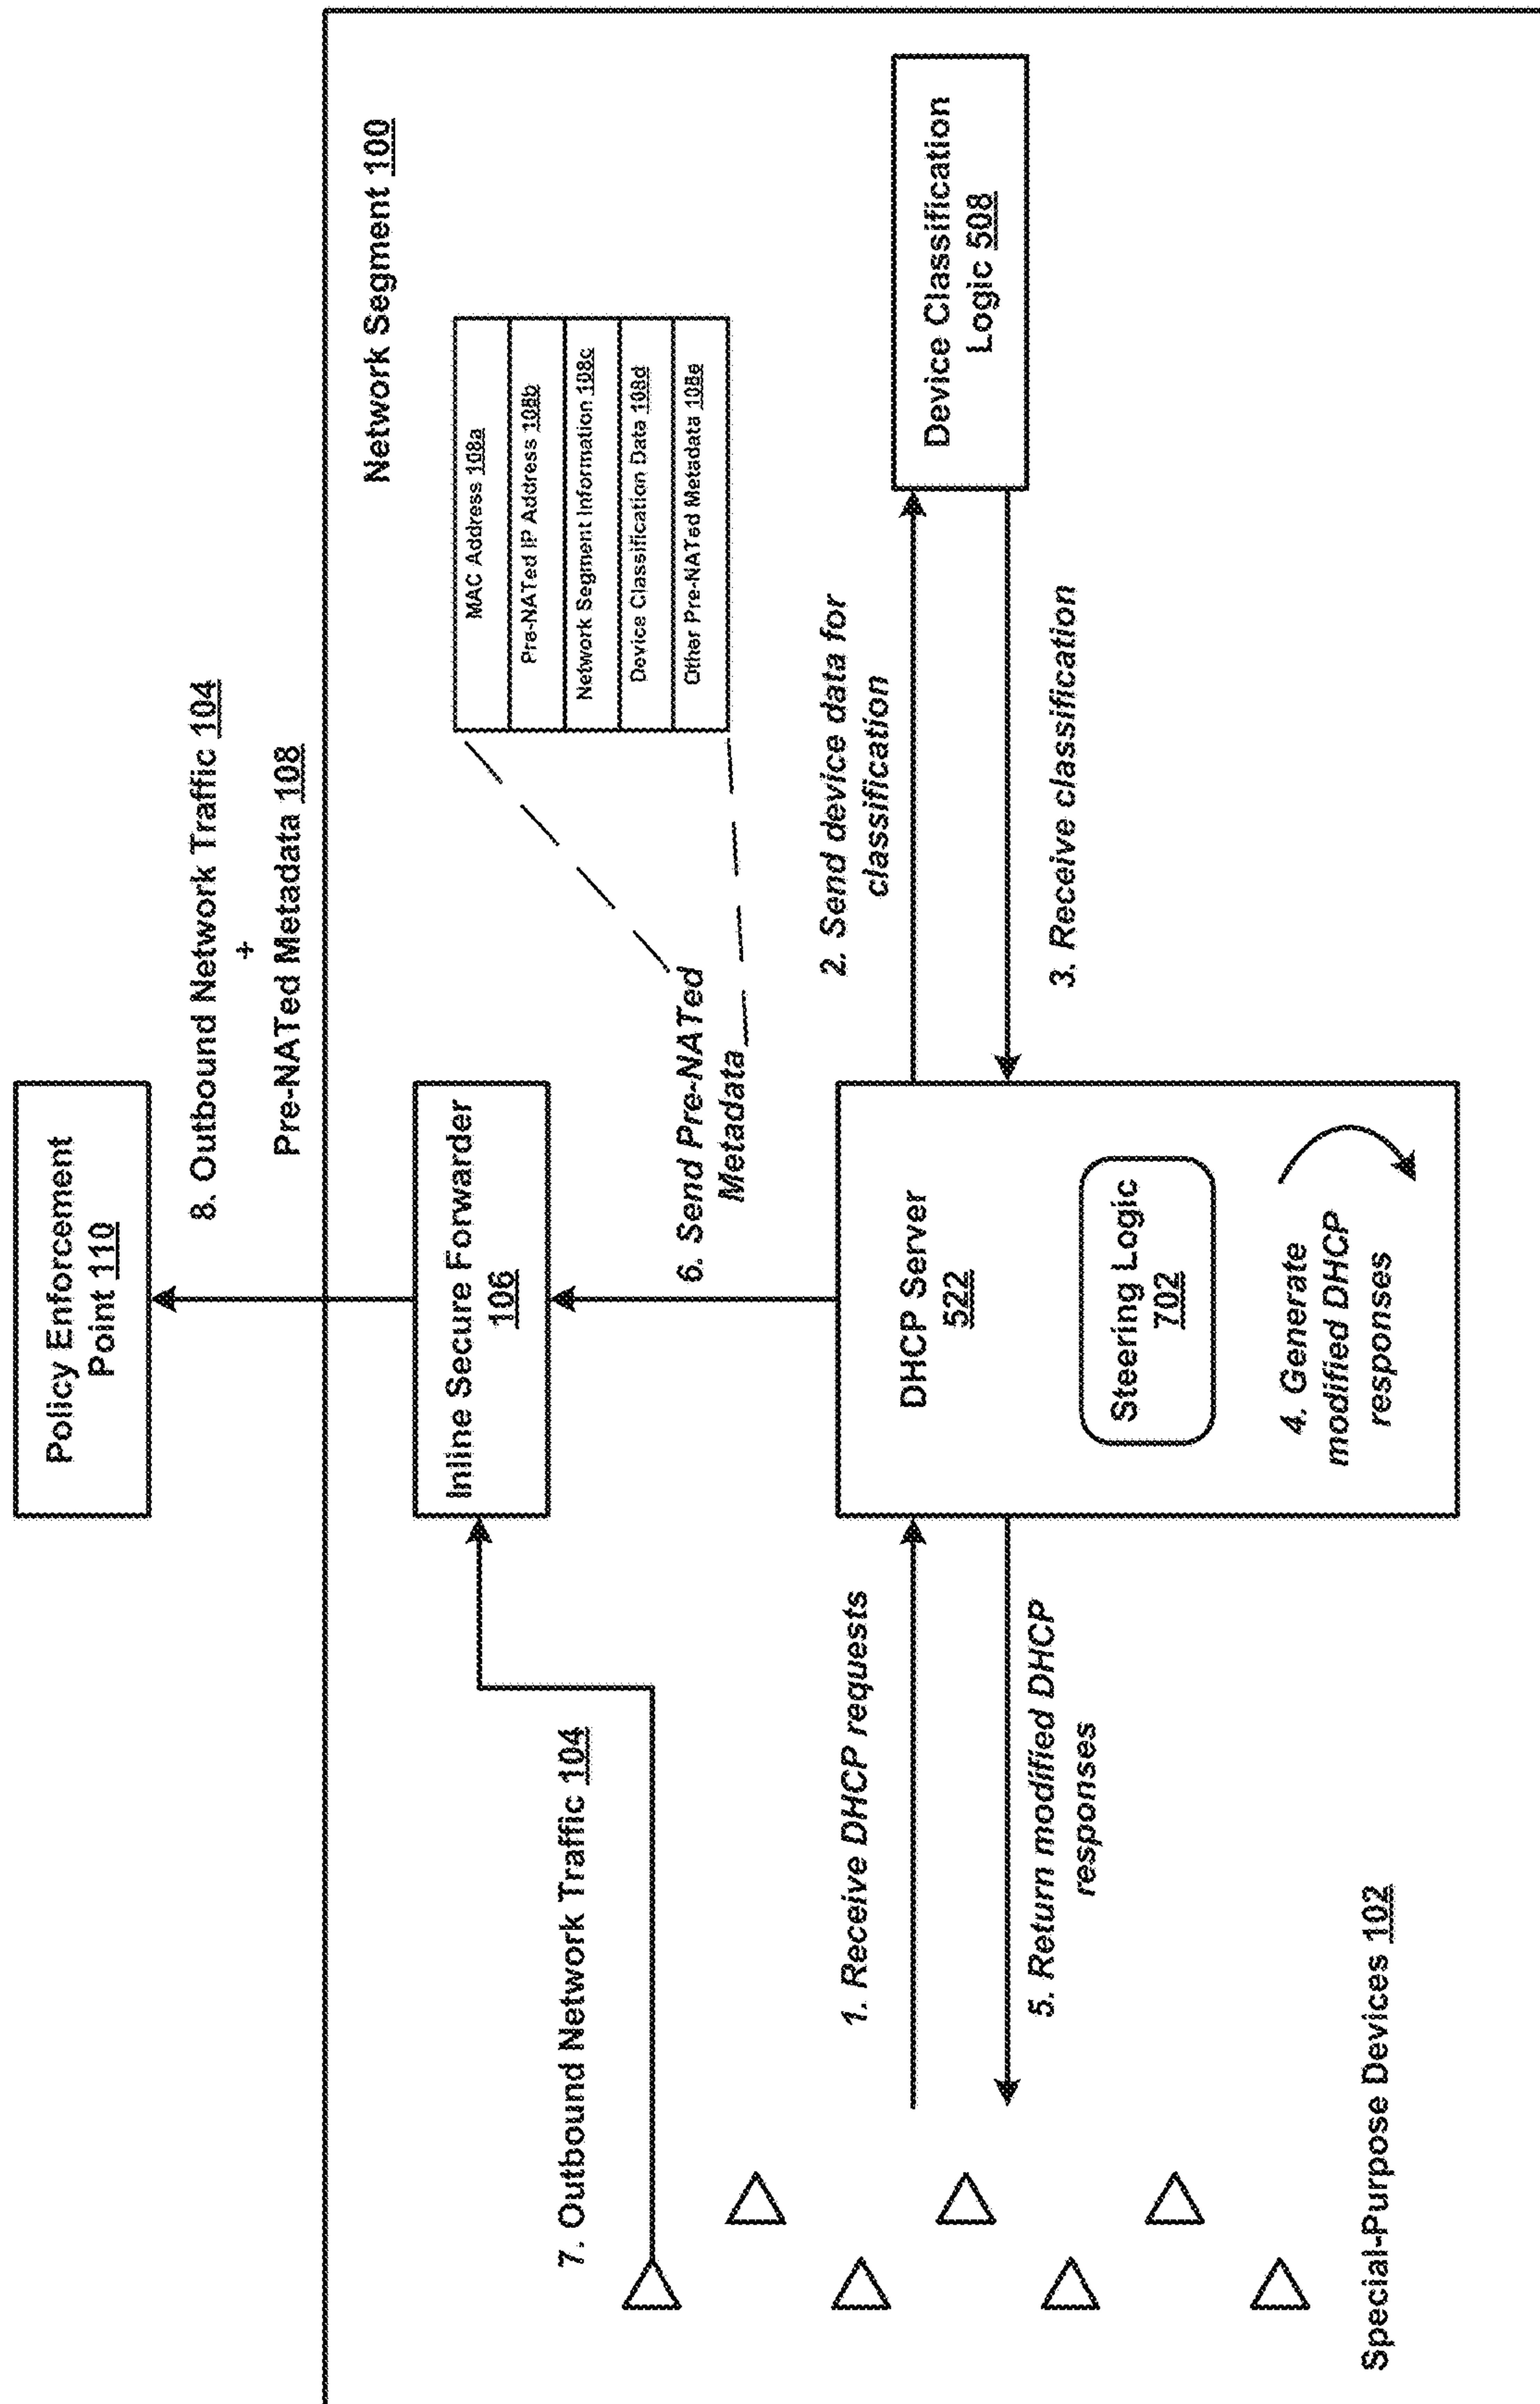 Policy Enforcement
Point 110
8. Outbound Network Traffic 104
+
Pre-NATed Metadata 108
Network Segment 100
Inline Secure Forwarder
106
7. Outbound Network Traffic 104
6. Send Pre-NATed
Metadata
MAC Address 108a
Pre-NATed IP Address 108b
Network Segment Information 108c
Device Classification Data 108d
Other Pre-NATed Metadata 108e
1. Receive DHCP requests
5. Return modified DHCP
responses
DHCP Server
522
Steering Logic
702
4. Generate
modified DHCP
responses
2. Send device data for
classification
3. Receive classification
Device Classification
Logic 508
Special-Purpose Devices 102